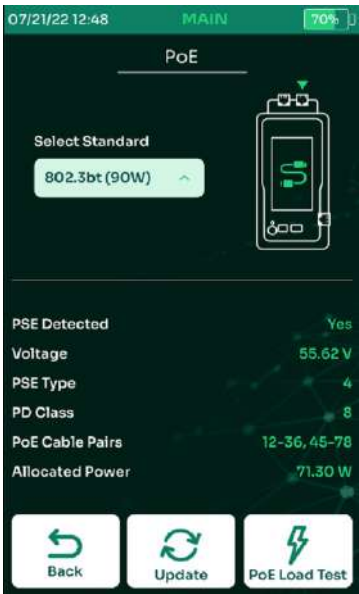 07/21/22 12:48 MAIN 70%
PoE
Select Standard
802.3bt (90W)
PSE Detected Yes
Voltage 55.62 V
PSE Type 4
PD Class 8
PoE Cable Pairs 12-36, 45-78
Allocated Power 71.30 W
Back Update PoE Load Test